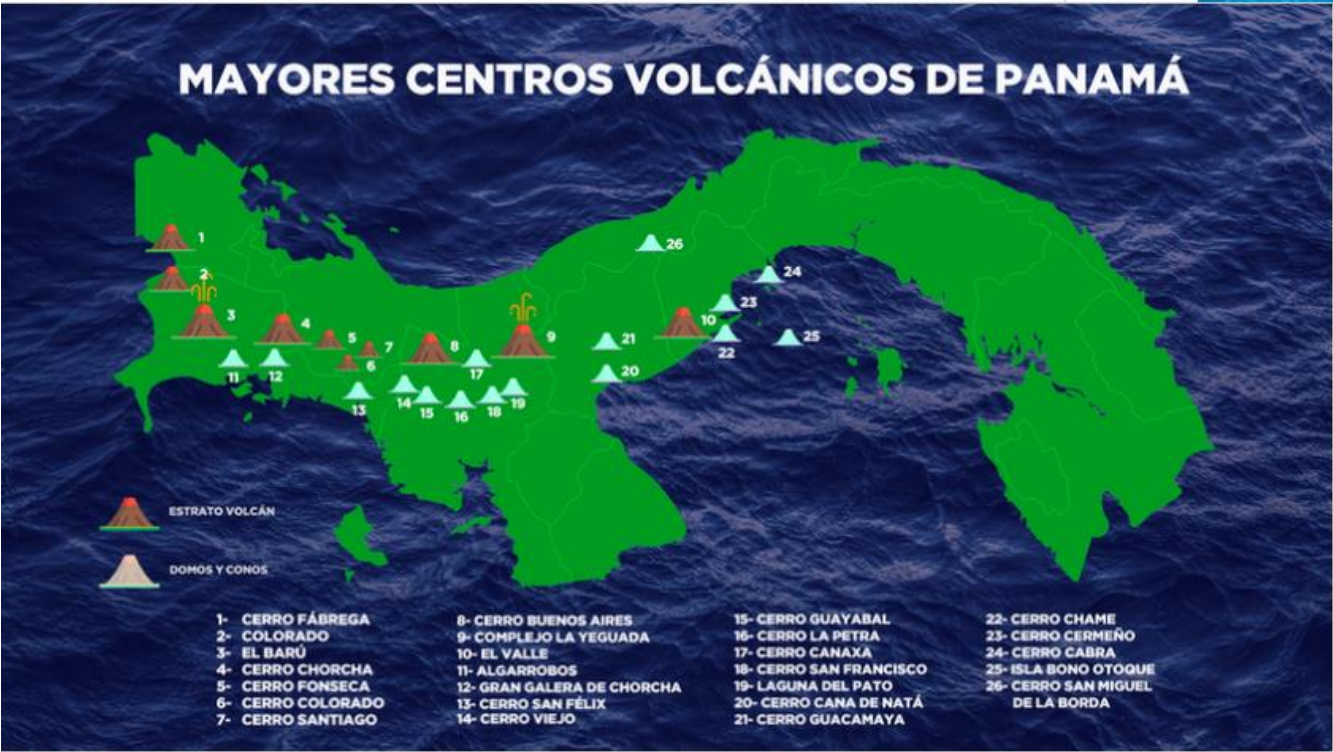 MAYORES CENTROS VOLCÁNICOS DE PANAMÁ
1
2
3
4
5
6
7
8
9
10
11
12
13
14
15
16
17
18
19
20
21
22
23
24
25
26
ESTRATO VOLCÁN
DOMOS Y CONOS
1- CERRO FÁBREGA
2- COLORADO
3- EL BARÚ
4- CERRO CHORCHA
5- CERRO FONSECA
6- CERRO COLORADO
7- CERRO SANTIAGO
8- CERRO BUENOS AIRES
9- COMPLEJO LA YEGUADA
10- EL VALLE
11- ALGARROBOS
12- GRAN GALERA DE CHORCHA
13- CERRO SAN FÉLIX
14- CERRO VIEJO
15- CERRO GUAYABAL
16- CERRO LA PETRA
17- CERRO CANAXA
18- CERRO SAN FRANCISCO
19- LAGUNA DEL PATO
20- CERRO CANA DE NATÁ
21- CERRO GUACAMAYA
22- CERRO CHAME
23- CERRO CERMEÑO
24- CERRO CABRA
25- ISLA BONO OTOQUE
26- CERRO SAN MIGUEL
DE LA BORDA